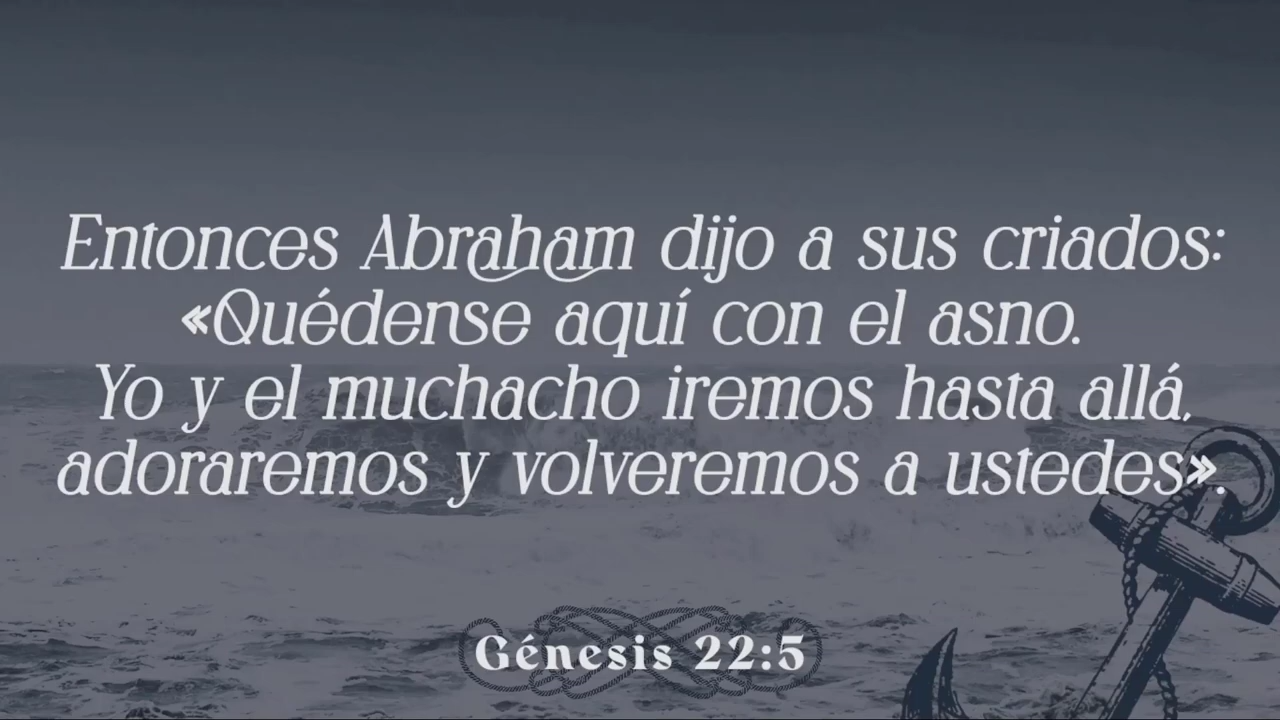 Entonces Abraham dijo a sus criados:
«Quédense aquí con el asno.
Yo y el muchacho iremos hasta allá,
adoraremos y volveremos a ustedes».
Génesis 22:5